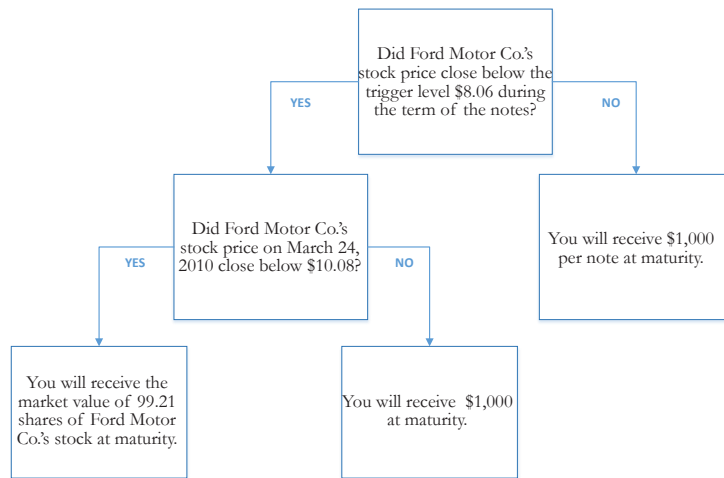 Did Ford Motor Co.'s
stock price close below the
trigger level $8.06 during
the term of the notes?
YES
NO
Did Ford Motor Co.'s
stock price on March 24,
2010 close below $10.08?
You will receive $1,000
per note at maturity.
YES
NO
You will receive the
market value of 99.21
shares of Ford Motor
Co.'s stock at maturity.
You will receive $1,000
at maturity.